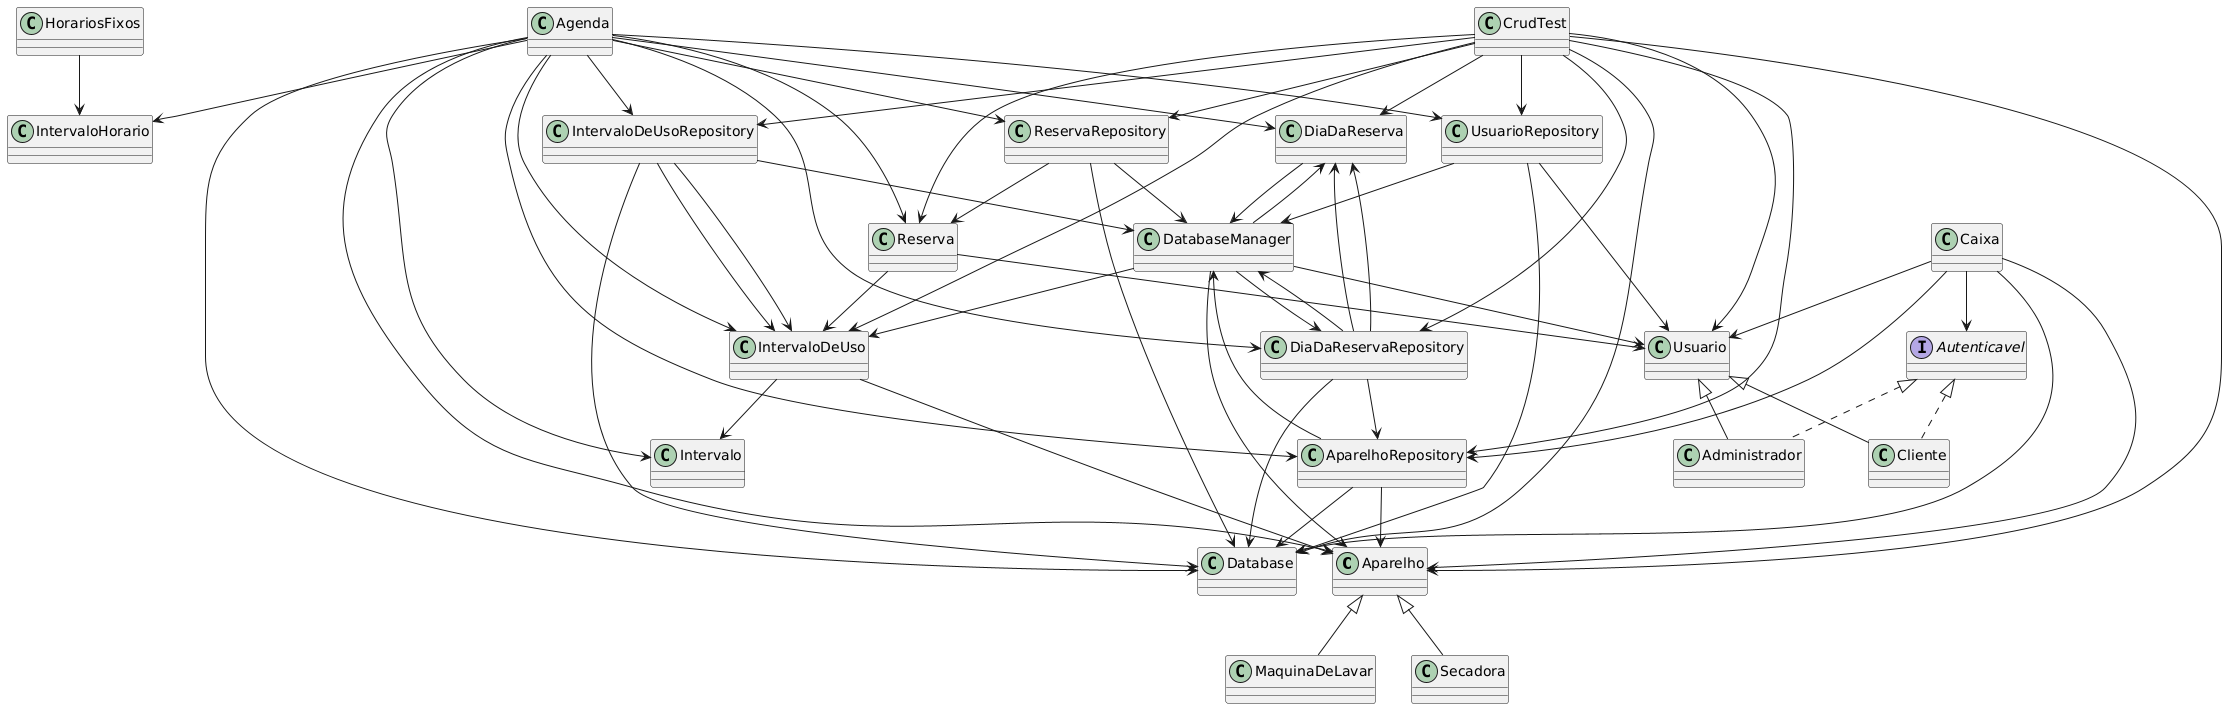 C HorariosFixos
C Agenda
C CrudTest
C IntervaloHorario
C IntervaloDeUsoRepository
C ReservaRepository
C DiaDaReserva
C UsuarioRepository
C Reserva
C DatabaseManager
C Caixa
C IntervaloDeUso
C DiaDaReservaRepository
C Usuario
I Autenticavel
C Intervalo
C AparelhoRepository
C Administrador
C Cliente
C Database
C Aparelho
C MaquinaDeLavar
C Secadora